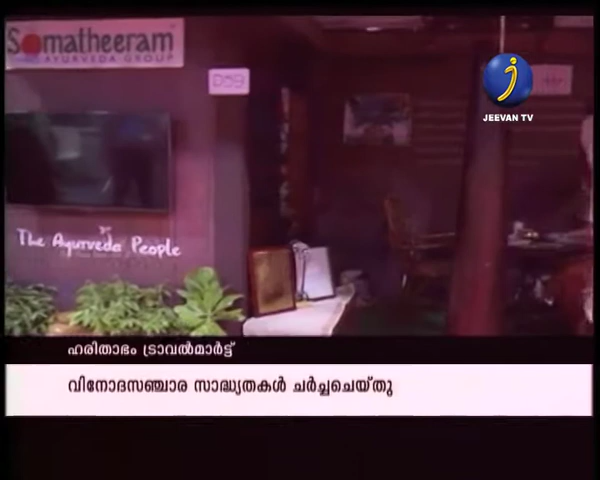 Somatheeram
AYURVEDA GROUP
D59
j
JEEVAN TV
The Ayurveda People
ഹരിതാഭം ട്രാവൽമാർട്ട്
വിനോദസഞ്ചാര സാദ്ധ്യതകൾ ചർച്ചചെയ്തു